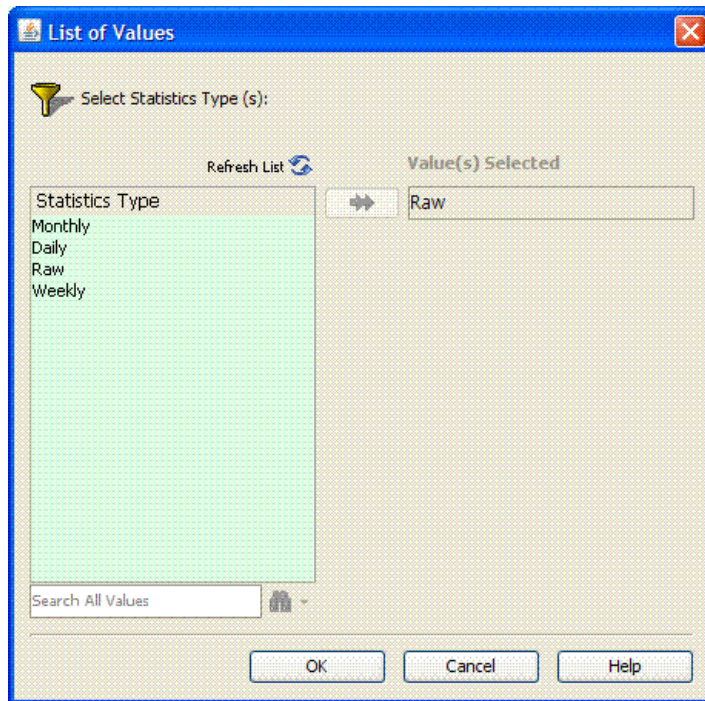 List of Values
Select Statistics Type (s):
Refresh List
Value(s) Selected
Statistics Type
Raw
Monthly
Daily
Raw
Weekly
Search All Values
OK Cancel Help